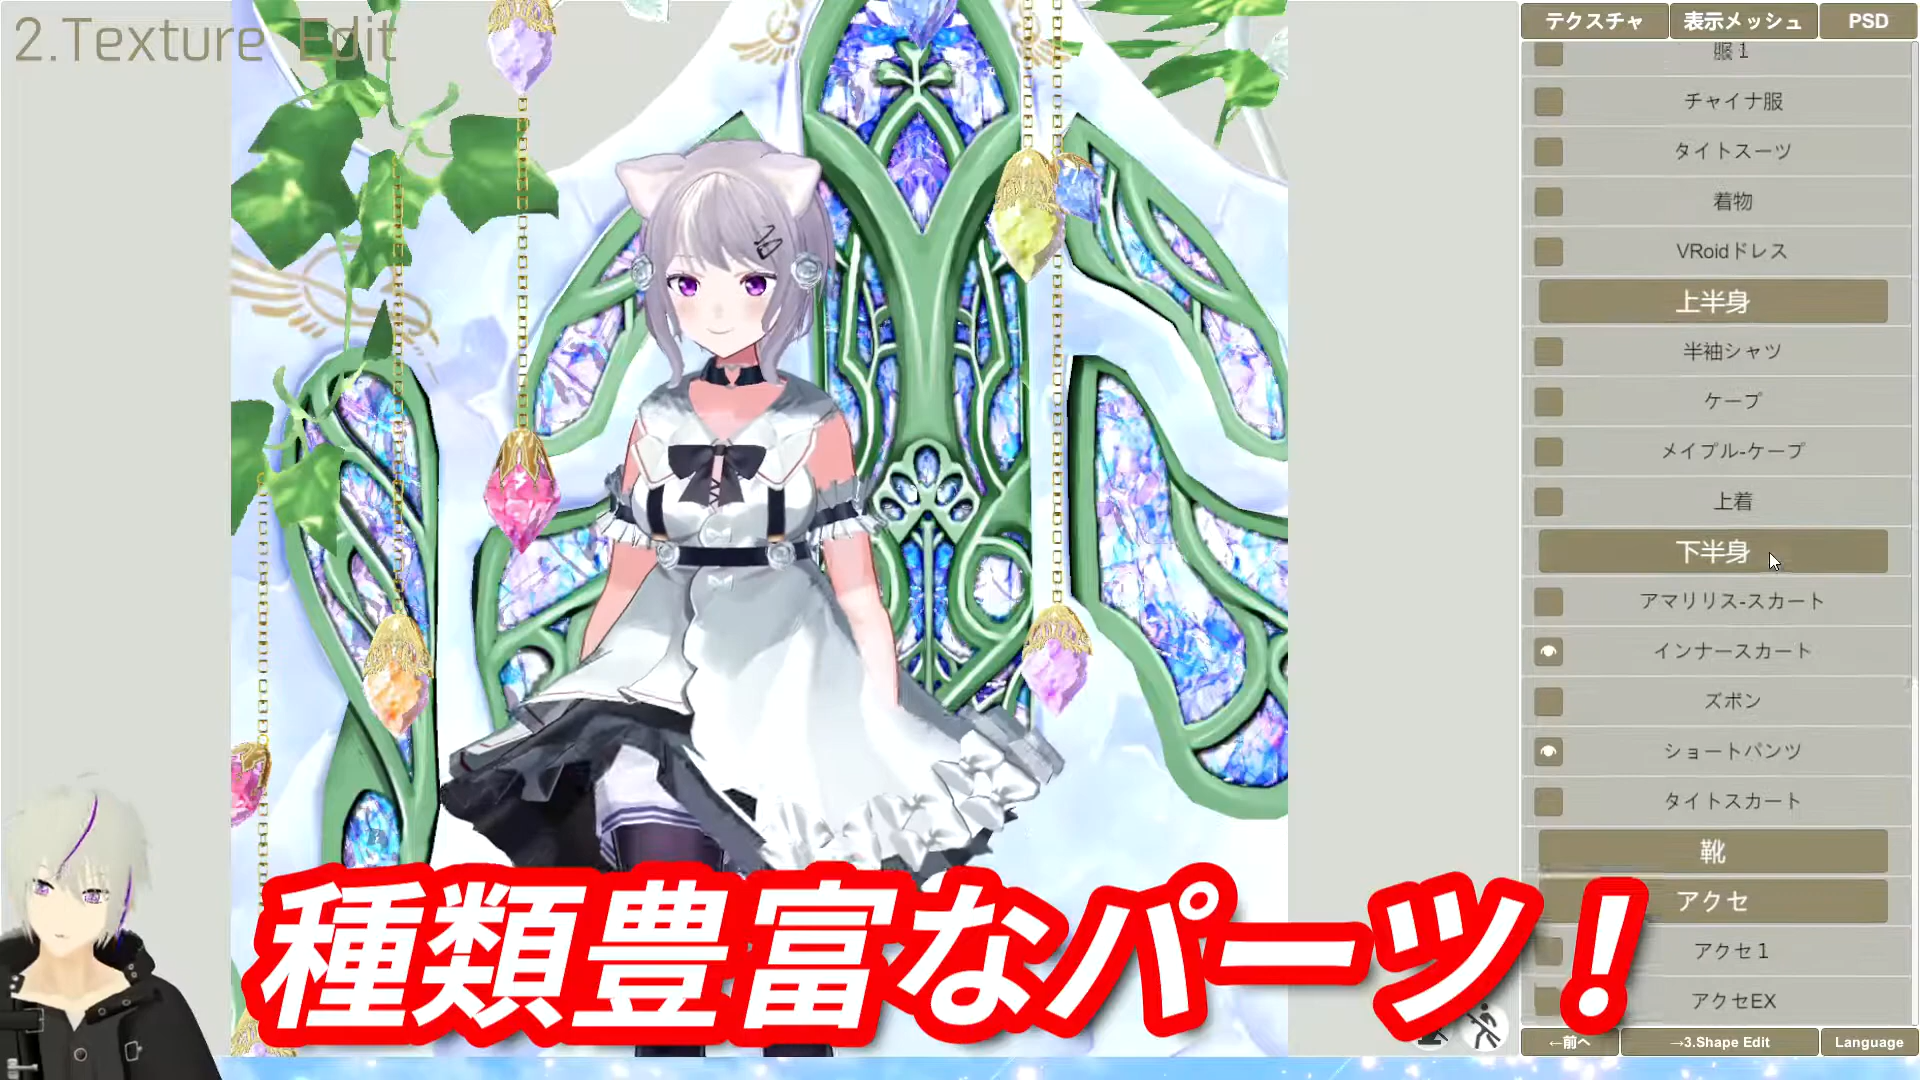 2.Texture Edit
テクスチャ
表示メッシュ
PSD
服１
チャイナ服
タイトスーツ
着物
VRoidドレス
上半身
半袖シャツ
ケープ
メイプル-ケープ
上着
下半身
アマリリス-スカート
インナースカート
ズボン
ショートパンツ
タイトスカート
靴
アクセ
アクセ１
アクセEX
種類豊富なパーツ！
←前へ
→3.Shape Edit
Language